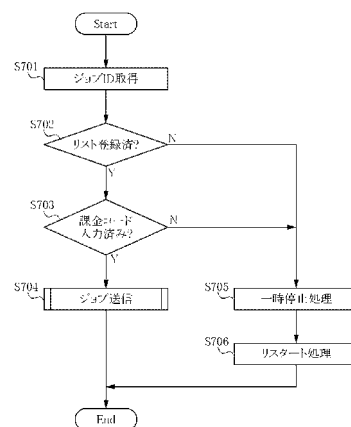 Start
S701
ジョブID取得
S702
リスト登録済?
N
Y
S703
課金コード
入力済み?
N
Y
S704
ジョブ送信
S705
一時停止処理
S706
リスタート処理
End